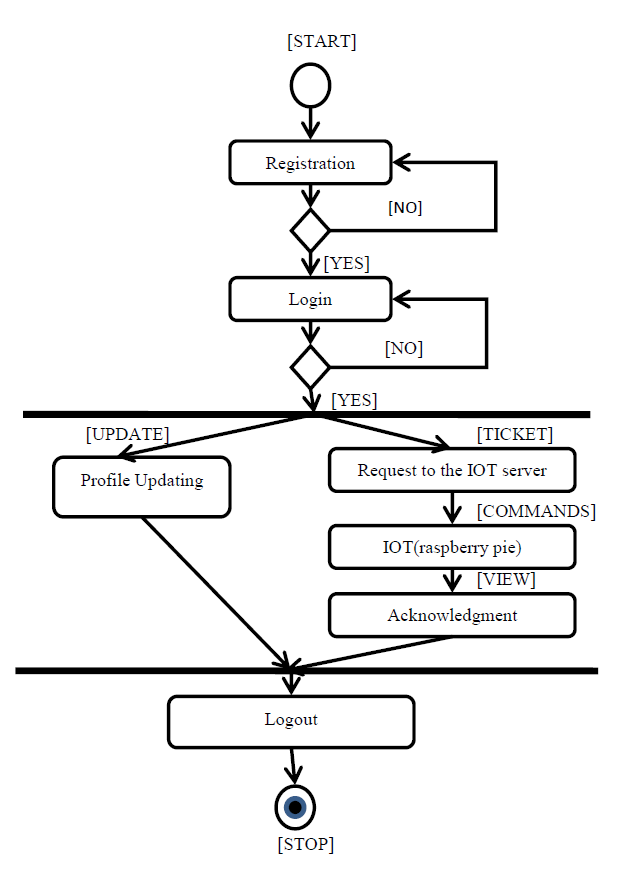 [START]
Registration
[NO]
[YES]
Login
[NO]
[YES]
[UPDATE]
[TICKET]
Profile Updating
Request to the IOT server
[COMMANDS]
IOT(raspberry pie)
[VIEW]
Acknowledgment
Logout
[STOP]